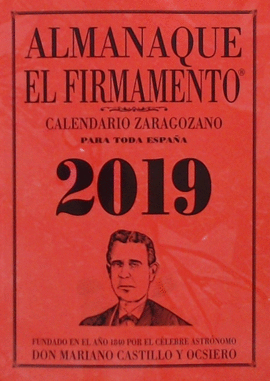 ALMANAQUE
EL FIRMAMENTO®
CALENDARIO ZARAGOZANO
PARA TODA ESPAÑA
2019
FUNDADO EN EL AÑO 1840 POR EL CÉLEBRE ASTRÓNOMO
DON MARIANO CASTILLO Y OCSIERO